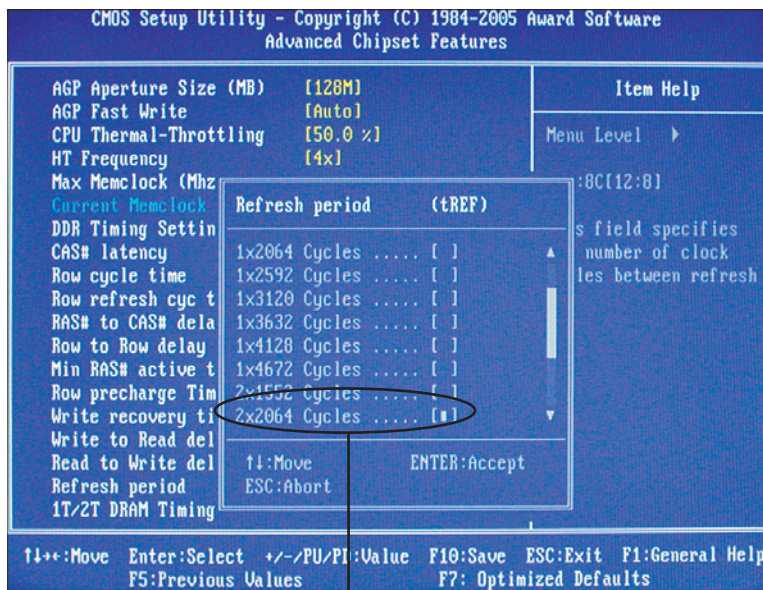 CMOS Setup Utility - Copyright (C) 1984-2005 Award Software
Advanced Chipset Features
AGP Aperture Size (MB) [128M]
AGP Fast Write [Auto]
CPU Thermal-Throttling [50.0 %]
HT Frequency [4x]
Max Memclock (Mhz
Current Memclock
DDR Timing Settin
CAS# latency
Row cycle time
Row refresh cyc t
RAS# to CAS# dela
Row to Row delay
Min RAS# active t
Row precharge Tim
Write recovery ti
Write to Read del
Read to Write del
Refresh period
1T/2T DRAM Timing
Refresh period (tREF)
1x2064 Cycles ..... [ ]
1x2592 Cycles ..... [ ]
1x3120 Cycles ..... [ ]
1x3632 Cycles ..... [ ]
1x4128 Cycles ..... [ ]
1x4672 Cycles ..... [ ]
2x1552 Cycles ..... [ ]
2x2064 Cycles ..... [■]
↑↓:Move ENTER:Accept
ESC:Abort
Item Help
Menu Level ▶
:8C[12:8]
s field specifies
number of clock
les between refresh
↑↓→←:Move Enter:Select +/-/PU/PD:Value F10:Save ESC:Exit F1:General Help
F5:Previous Values F7: Optimized Defaults